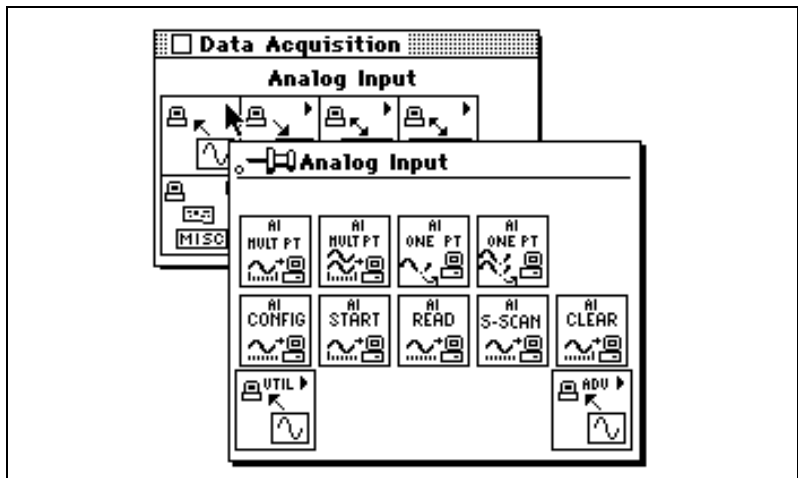 Data Acquisition
Analog Input
MISC
Analog Input
AI MULT PT
AI MULT PT
AI ONE PT
AI ONE PT
AI CONFIG
AI START
AI READ
AI S-SCAN
AI CLEAR
UTIL
ADV